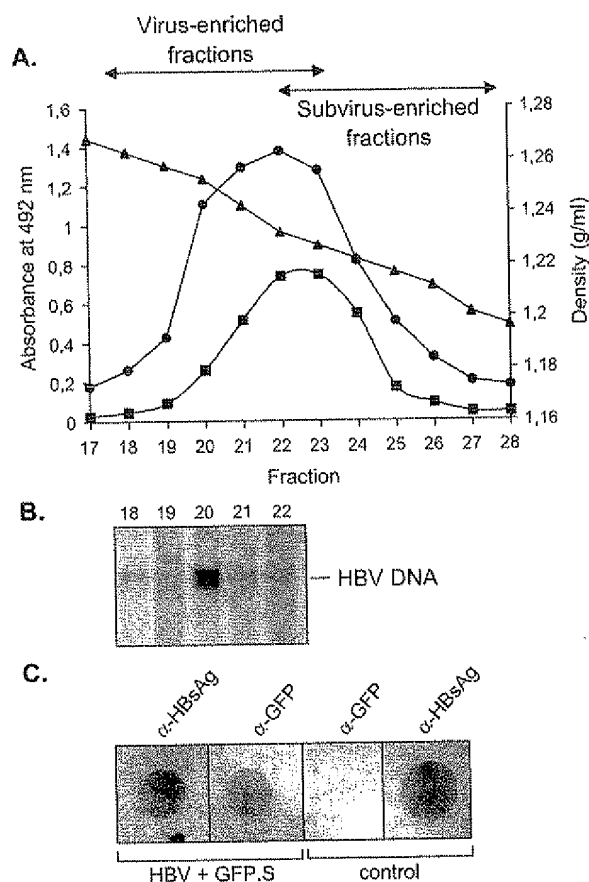 Virus-enriched
fractions
A.
Subvirus-enriched
fractions
Absorbance at 492 nm
1,6
1,4
1,2
1
0,8
0,6
0,4
0,2
0
Density (g/ml)
1,28
1,26
1,24
1,22
1,2
1,18
1,16
17 18 19 20 21 22 23 24 25 26 27 28
Fraction
B.
18 19 20 21 22
HBV DNA
C.
α-HBsAg α-GFP α-GFP α-HBsAg
HBV + GFP.S control